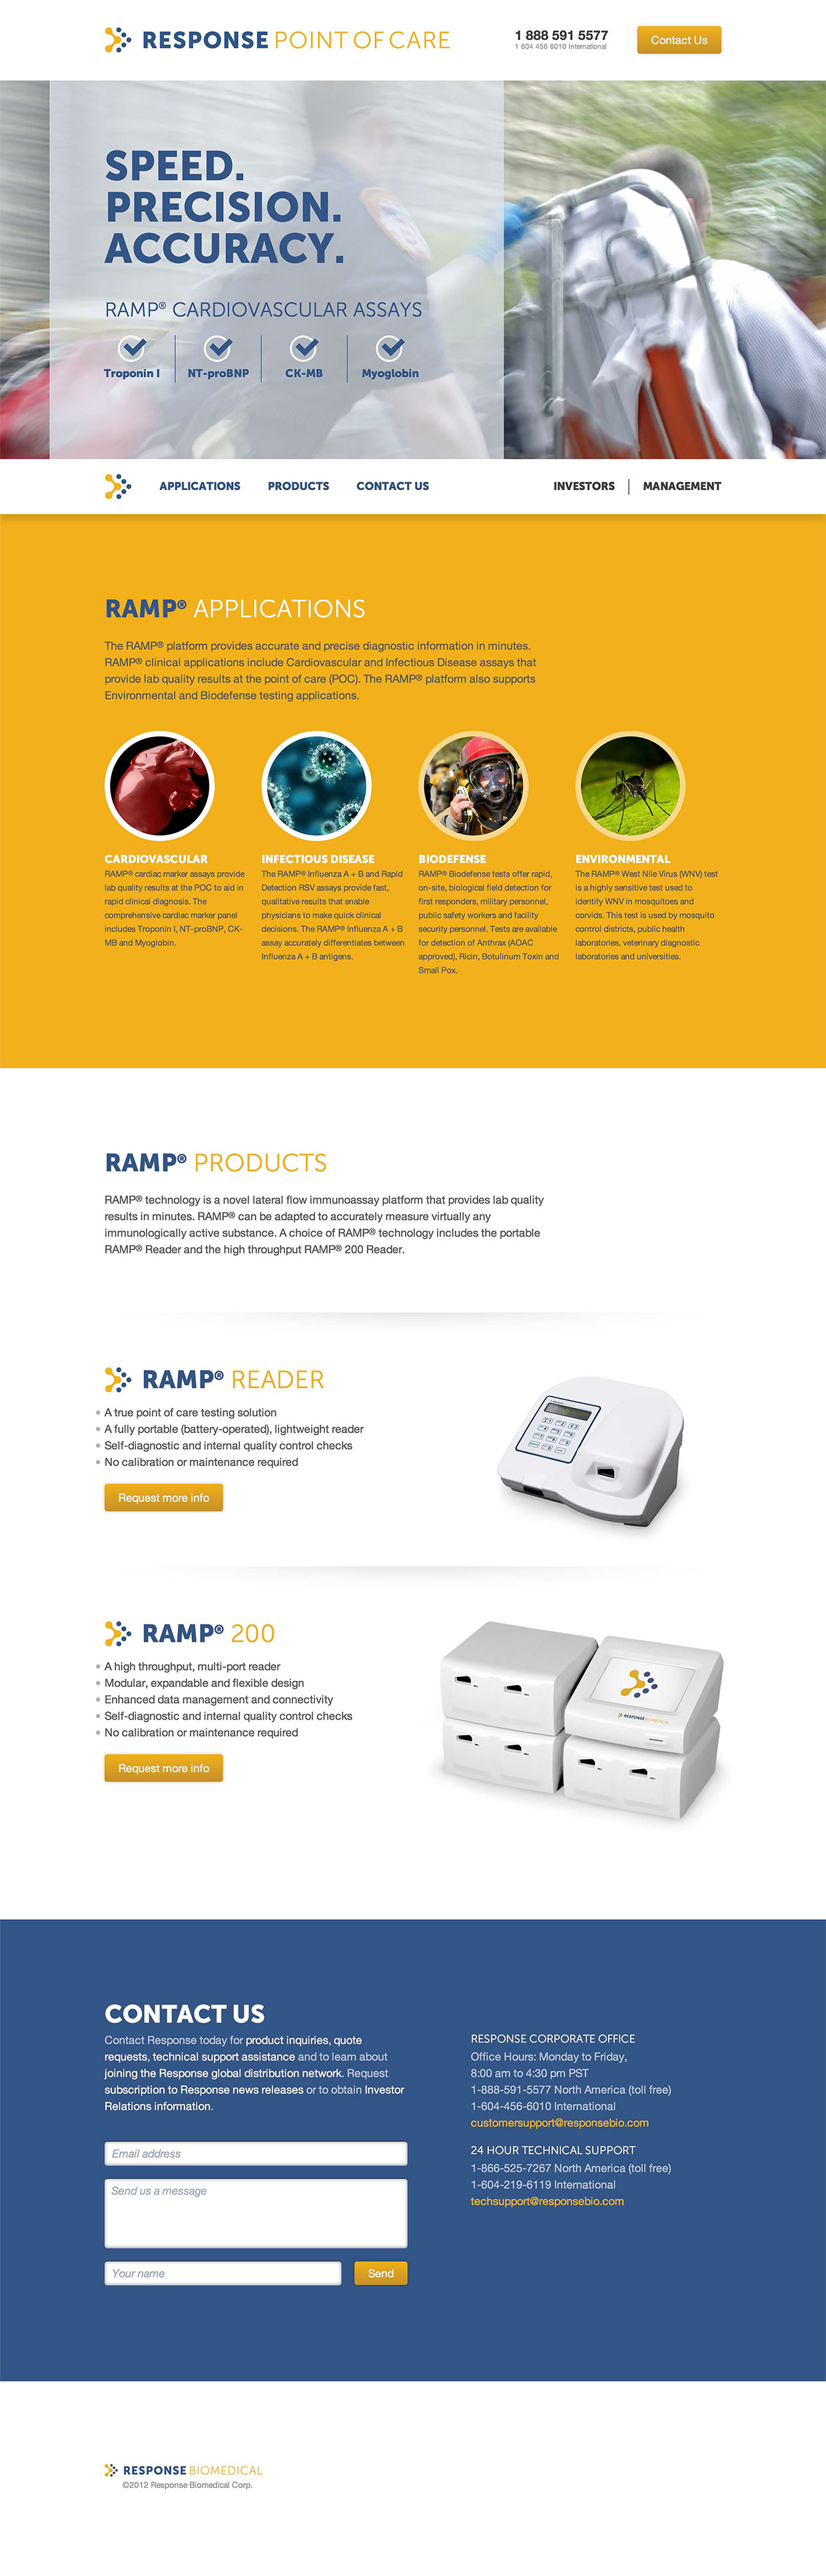 RESPONSE POINT OF CARE
1 888 591 5577
1 604 456 6010 International
Contact Us
SPEED.
PRECISION.
ACCURACY.
RAMP® CARDIOVASCULAR ASSAYS
Troponin I
NT-proBNP
CK-MB
Myoglobin
APPLICATIONS
PRODUCTS
CONTACT US
INVESTORS
MANAGEMENT
RAMP® APPLICATIONS
The RAMP® platform provides accurate and precise diagnostic information in minutes.
RAMP® clinical applications include Cardiovascular and Infectious Disease assays that
provide lab quality results at the point of care (POC). The RAMP® platform also supports
Environmental and Biodefense testing applications.
CARDIOVASCULAR
RAMP® cardiac marker assays provide
lab quality results at the POC to aid in
rapid clinical diagnosis. The
comprehensive cardiac marker panel
includes Troponin I, NT-proBNP, CK-
MB and Myoglobin.
INFECTIOUS DISEASE
The RAMP® Influenza A + B and Rapid
Detection RSV assays provide fast,
qualitative results that enable
physicians to make quick clinical
decisions. The RAMP® Influenza A + B
assay accurately differentiates between
Influenza A + B antigens.
BIODEFENSE
RAMP® Biodefense tests offer rapid,
on-site, biological field detection for
first responders, military personnel,
public safety workers and facility
security personnel. Tests are available
for detection of Anthrax (AOAC
approved), Ricin, Botulinum Toxin and
Small Pox.
ENVIRONMENTAL
The RAMP® West Nile Virus (WNV) test
is a highly sensitive test used to
identify WNV in mosquitoes and
corvids. This test is used by mosquito
control districts, public health
laboratories, veterinary diagnostic
laboratories and universities.
RAMP® PRODUCTS
RAMP® technology is a novel lateral flow immunoassay platform that provides lab quality
results in minutes. RAMP® can be adapted to accurately measure virtually any
immunologically active substance. A choice of RAMP® technology includes the portable
RAMP® Reader and the high throughput RAMP® 200 Reader.
RAMP® READER
• A true point of care testing solution
• A fully portable (battery-operated), lightweight reader
• Self-diagnostic and internal quality control checks
• No calibration or maintenance required
Request more info
RAMP® 200
• A high throughput, multi-port reader
• Modular, expandable and flexible design
• Enhanced data management and connectivity
• Self-diagnostic and internal quality control checks
• No calibration or maintenance required
Request more info
RESPONSE BIOMEDICAL
CONTACT US
Contact Response today for product inquiries, quote
requests, technical support assistance and to learn about
joining the Response global distribution network. Request
subscription to Response news releases or to obtain Investor
Relations information.
Email address
Send us a message
Your name
Send
RESPONSE CORPORATE OFFICE
Office Hours: Monday to Friday,
8:00 am to 4:30 pm PST
1-888-591-5577 North America (toll free)
1-604-456-6010 International
customersupport@responsebio.com
24 HOUR TECHNICAL SUPPORT
1-866-525-7267 North America (toll free)
1-604-219-6119 International
techsupport@responsebio.com
RESPONSE BIOMEDICAL
©2012 Response Biomedical Corp.